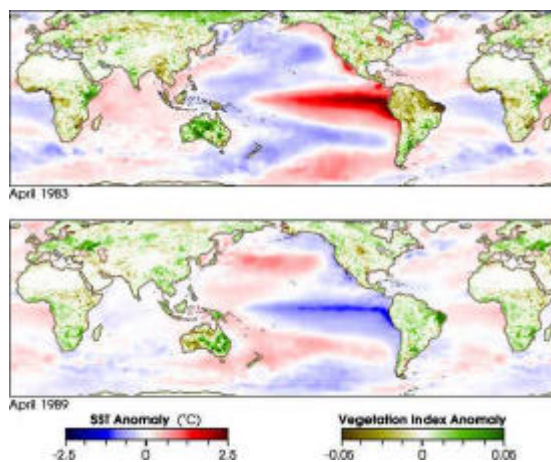 April 1983
April 1989
SST Anomaly (°C)
-2.5 0 2.5
Vegetation Index Anomaly
-0.05 0 0.05